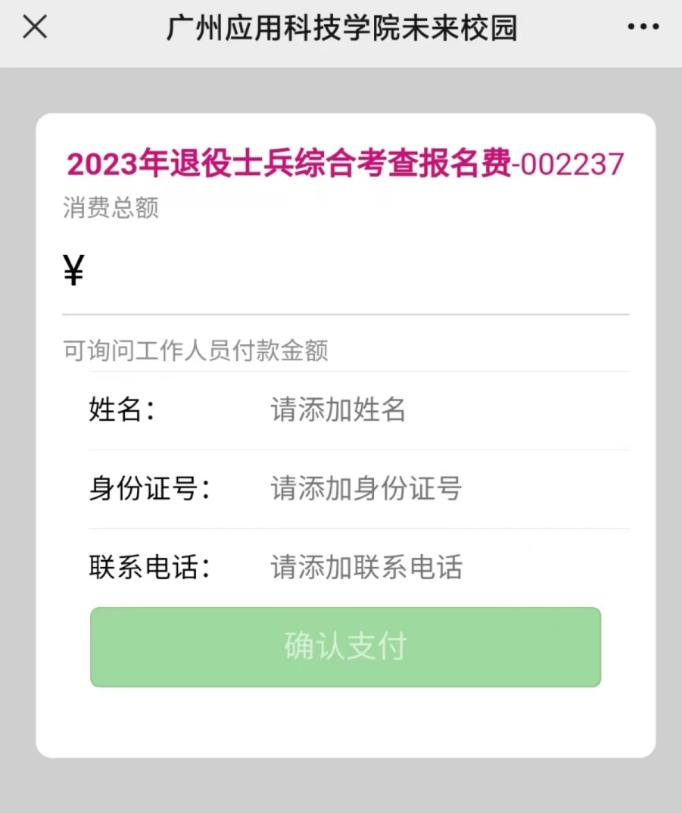 广州应用科技学院未来校园
2023年退役士兵综合考查报名费-002237
消费总额
¥
可询问工作人员付款金额
姓名： 请添加姓名
身份证号： 请添加身份证号
联系电话： 请添加联系电话
确认支付